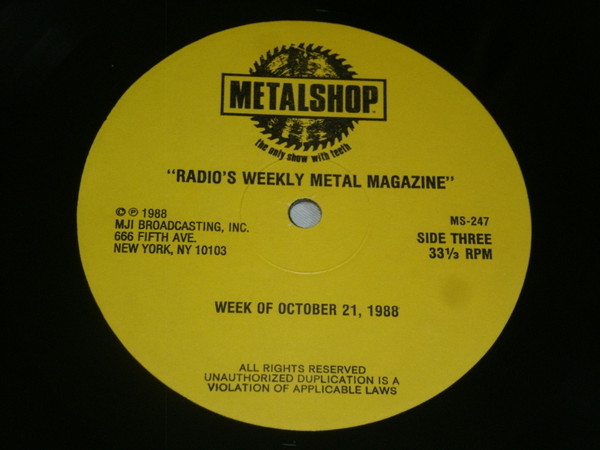 METALSHOP™
the only show with teeth
"RADIO'S WEEKLY METAL MAGAZINE"
© ℗ 1988
MJI BROADCASTING, INC.
666 FIFTH AVE.
NEW YORK, NY 10103
MS-247
SIDE THREE
33⅓ RPM
WEEK OF OCTOBER 21, 1988
ALL RIGHTS RESERVED
UNAUTHORIZED DUPLICATION IS A
VIOLATION OF APPLICABLE LAWS